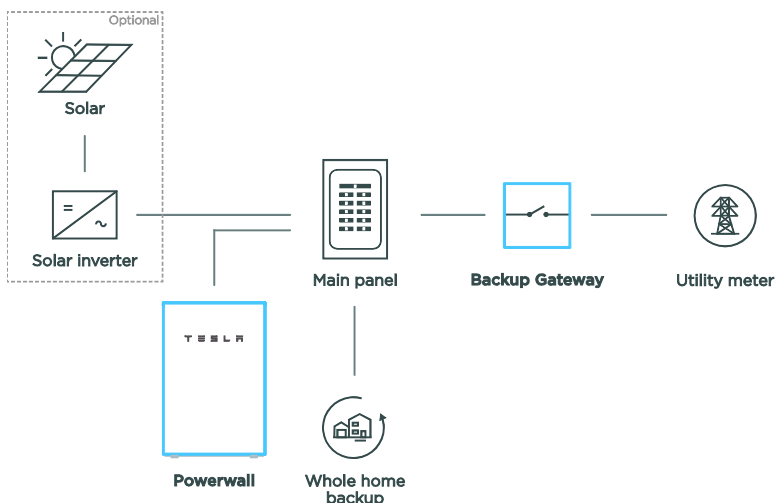 Optional
Solar
Solar inverter
Main panel
Backup Gateway
Utility meter
TESLA
Powerwall
Whole home
backup